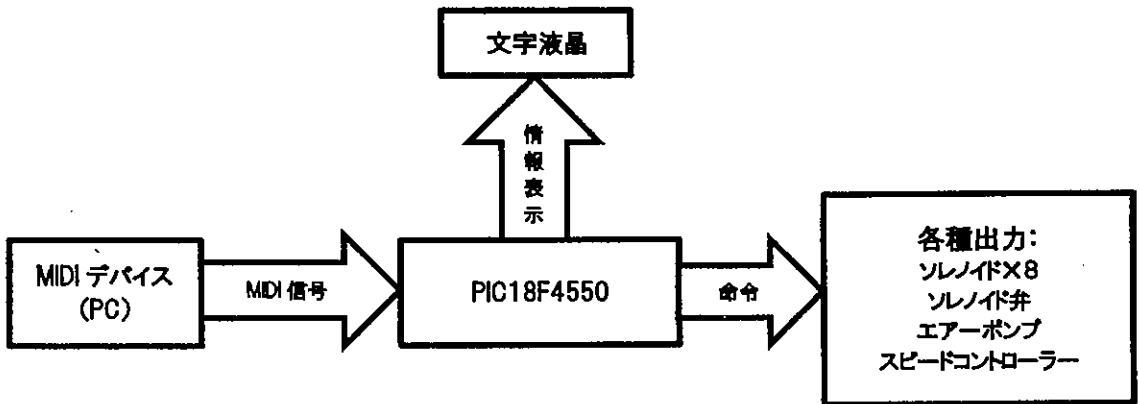 文字液晶
情報表示
MIDI デバイス
(PC)
MIDI 信号
PIC18F4550
命令
各種出力:
ソレノイド×8
ソレノイド弁
エアーポンプ
スピードコントローラー